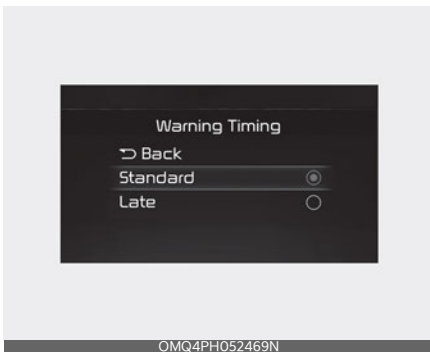 Warning Timing
Back
Standard
Late
OMQ4PH052469N